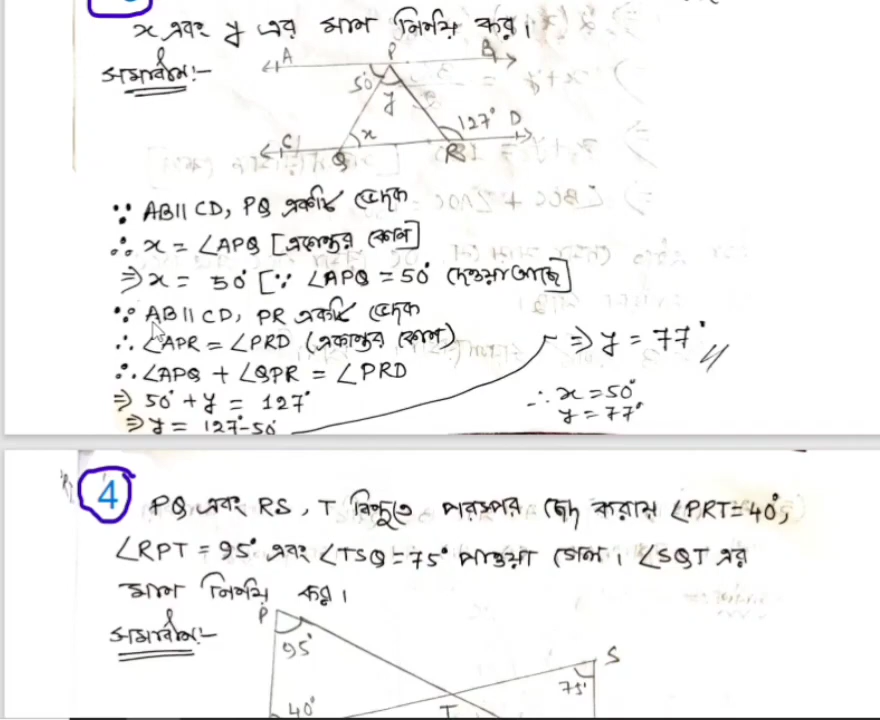 x এবং y এর মান নির্ণয় কর।
সমাধান:-
A P B
50° y
127° D
C x
Q R
∵ AB॥CD, PQ একটি ছেদক
∴ x = ∠APQ [একান্তর কোণ]
⇒ x = 50° [∵ ∠APQ = 50° দেওয়া আছে]
∵ AB॥CD, PR একটি ছেদক
∴ ∠APR = ∠PRD (একান্তর কোণ)
∴ ∠APQ + ∠QPR = ∠PRD
⇒ 50° + y = 127°
⇒ y = 127° - 50°
⇒ y = 77°
∴ x = 50°
y = 77°
4 PQ এবং RS, T বিন্দুতে পরস্পর ছেদ করায় ∠PRT = 40°,
∠RPT = 95° এবং ∠TSQ = 75° পাওয়া গেল। ∠SQT এর
মান নির্ণয় কর।
সমাধান:-
P
95°
S
75°
40° T